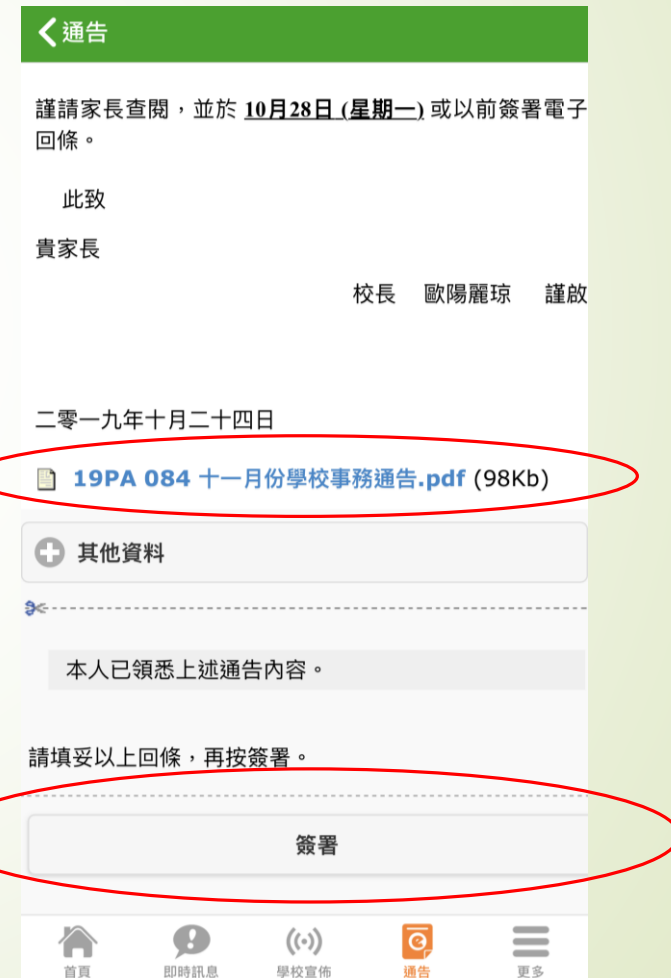 通告
謹請家長查閱，並於 10月28日 (星期一) 或以前簽署電子
回條。
此致
貴家長
校長 歐陽麗琼 謹啟
二零一九年十月二十四日
19PA 084 十一月份學校事務通告.pdf (98Kb)
其他資料
本人已領悉上述通告內容。
請填妥以上回條，再按簽署。
簽署
首頁 即時訊息 學校宣佈 通告 更多